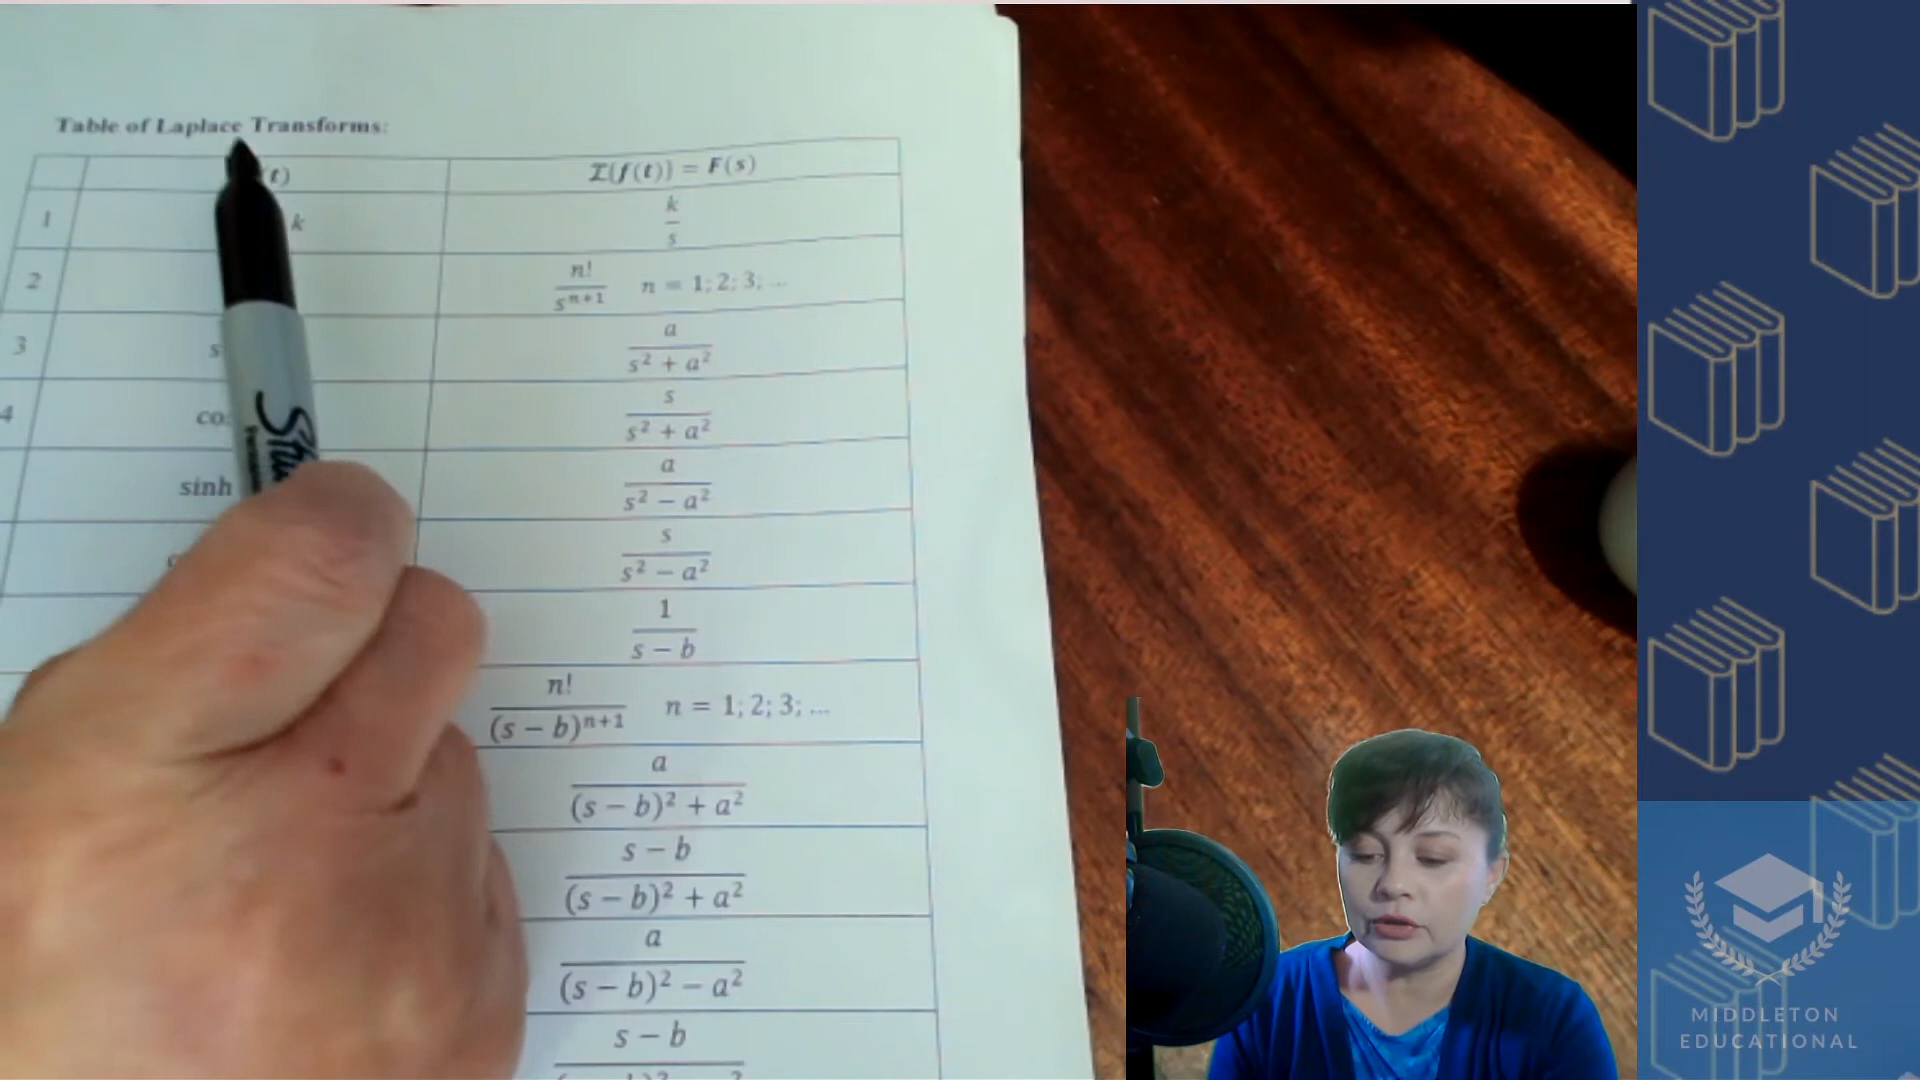 Table of Laplace Transforms:
(t) ℒ{f(t)} = F(s)
1 k k/s
2 n!/s^{n+1} n = 1; 2; 3; ...
3 s a/(s² + a²)
4 co s/(s² + a²)
sinh a/(s² − a²)
s/(s² − a²)
1/(s − b)
n!/(s − b)^{n+1} n = 1; 2; 3; ...
a/((s − b)² + a²)
(s − b)/((s − b)² + a²)
a/((s − b)² − a²)
s − b
MIDDLETON
EDUCATIONAL